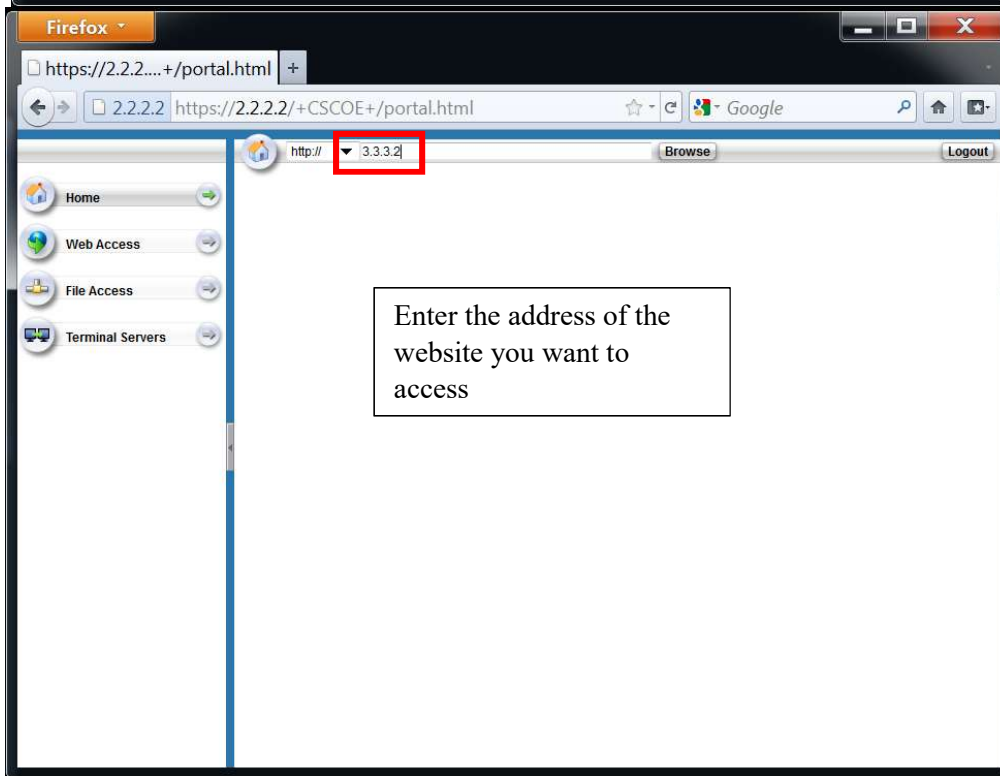 Firefox
https://2.2.2....+/portal.html +
2.2.2.2 https://2.2.2.2/+CSCOE+/portal.html Google
http:// 3.3.3.2 Browse Logout
Home
Web Access
File Access
Terminal Servers
Enter the address of the
website you want to
access